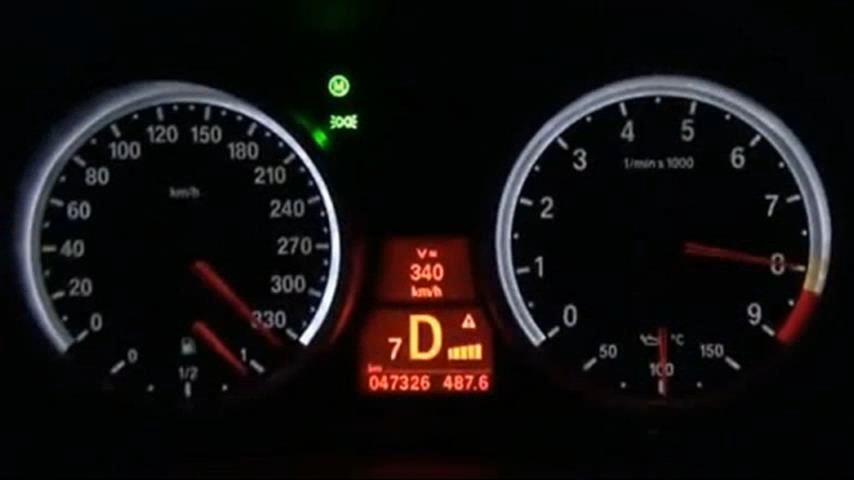 M
0 20 40 60 80 100 120 150 180 210 240 270 300 330
km/h
0 1/2 1
V=
340
km/h
7 D
km
047326 487.6
0 1 2 3 4 5 6 7 8 9
1/min x 1000
°C
50 100 150